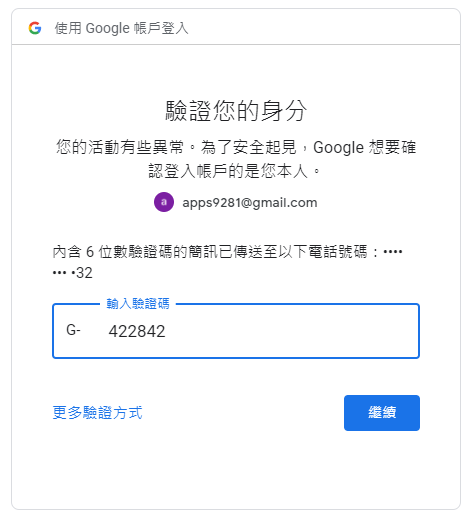 使用 Google 帳戶登入
驗證您的身分
您的活動有些異常。為了安全起見，Google 想要確
認登入帳戶的是您本人。
a apps9281@gmail.com
內含 6 位數驗證碼的簡訊已傳送至以下電話號碼：••••
••• •32
輸入驗證碼
G- 422842
更多驗證方式
繼續